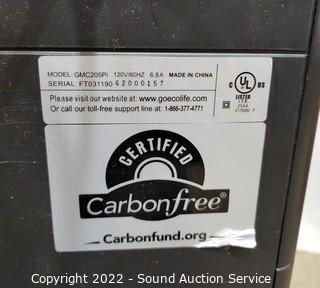 MODEL GMC205Pi 120V/60HZ 6.8A MADE IN CHINA
SERIAL FT031190 62000157
Please visit our website at: www.goecolife.com
Or call our toll-free support line at: 1-866-377-4771
C UL US
LISTED
I.T.E.
CERTIFIED
Carbonfree®
Carbonfund.org
Copyright 2022 - Sound Auction Service